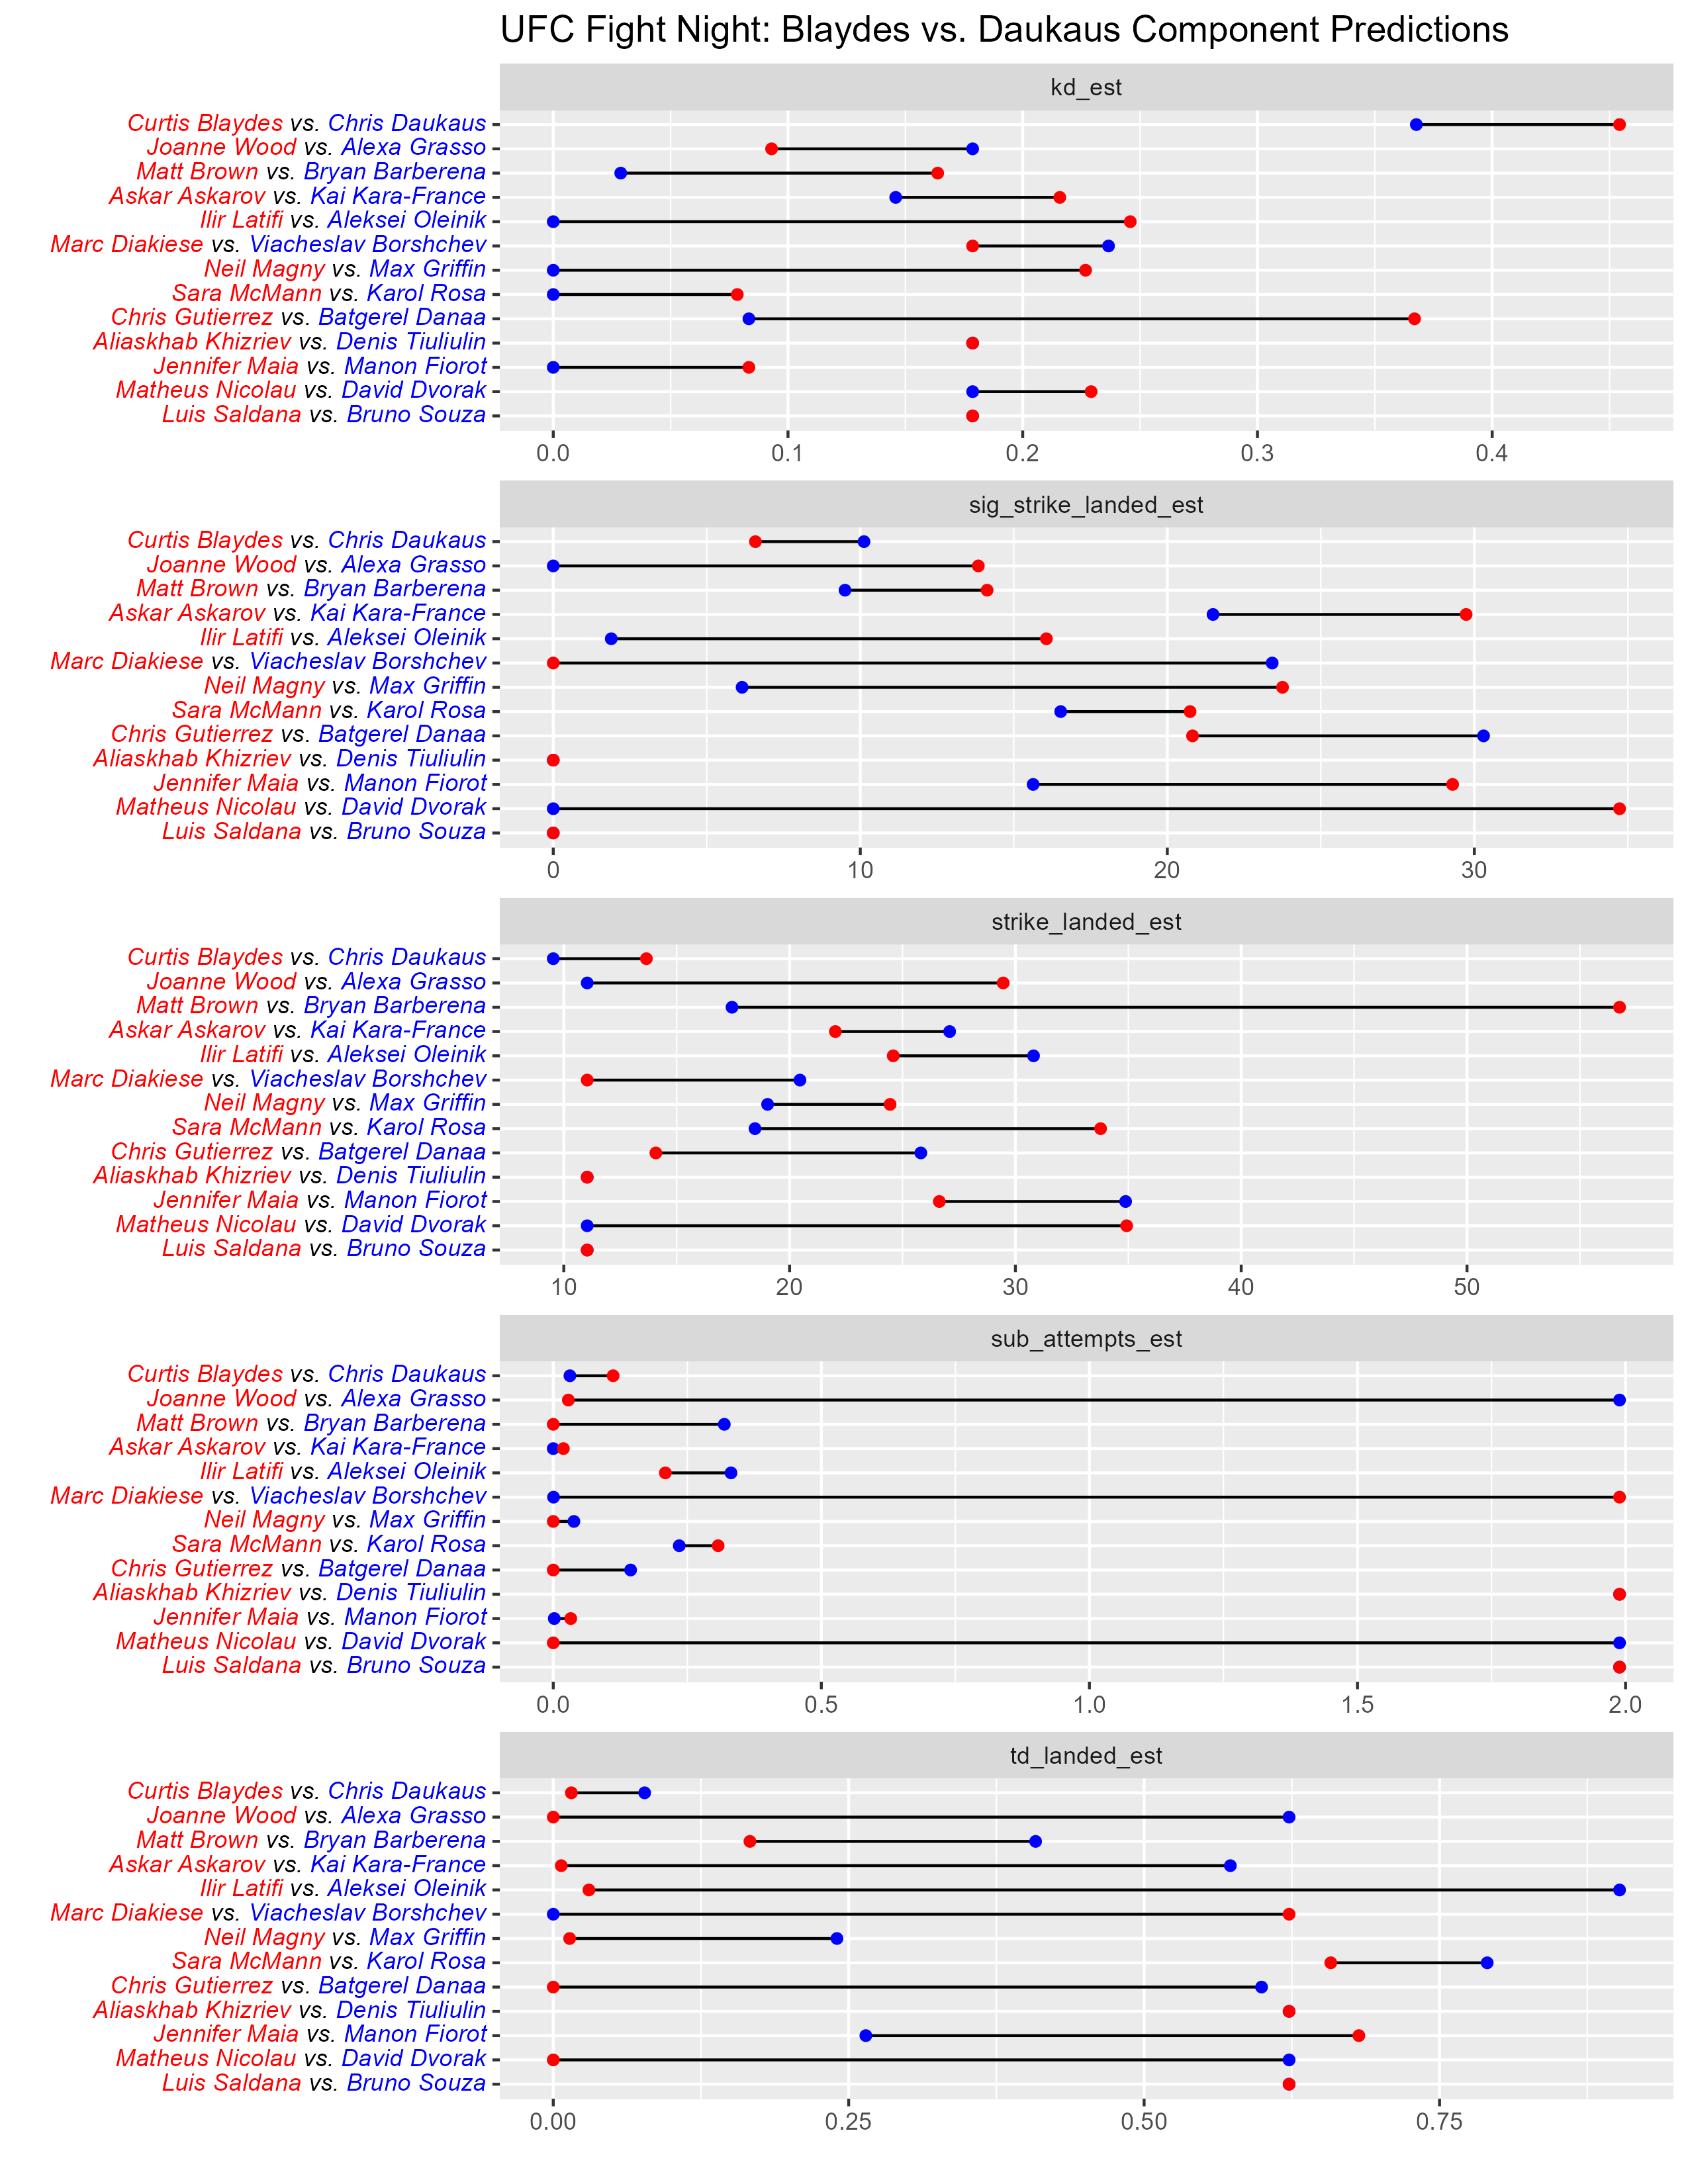 UFC Fight Night: Blaydes vs. Daukaus Component Predictions
kd_est
Curtis Blaydes vs. Chris Daukaus
Joanne Wood vs. Alexa Grasso
Matt Brown vs. Bryan Barberena
Askar Askarov vs. Kai Kara-France
Ilir Latifi vs. Aleksei Oleinik
Marc Diakiese vs. Viacheslav Borshchev
Neil Magny vs. Max Griffin
Sara McMann vs. Karol Rosa
Chris Gutierrez vs. Batgerel Danaa
Aliaskhab Khizriev vs. Denis Tiuliulin
Jennifer Maia vs. Manon Fiorot
Matheus Nicolau vs. David Dvorak
Luis Saldana vs. Bruno Souza
0.0 0.1 0.2 0.3 0.4
sig_strike_landed_est
Curtis Blaydes vs. Chris Daukaus
Joanne Wood vs. Alexa Grasso
Matt Brown vs. Bryan Barberena
Askar Askarov vs. Kai Kara-France
Ilir Latifi vs. Aleksei Oleinik
Marc Diakiese vs. Viacheslav Borshchev
Neil Magny vs. Max Griffin
Sara McMann vs. Karol Rosa
Chris Gutierrez vs. Batgerel Danaa
Aliaskhab Khizriev vs. Denis Tiuliulin
Jennifer Maia vs. Manon Fiorot
Matheus Nicolau vs. David Dvorak
Luis Saldana vs. Bruno Souza
0 10 20 30
strike_landed_est
Curtis Blaydes vs. Chris Daukaus
Joanne Wood vs. Alexa Grasso
Matt Brown vs. Bryan Barberena
Askar Askarov vs. Kai Kara-France
Ilir Latifi vs. Aleksei Oleinik
Marc Diakiese vs. Viacheslav Borshchev
Neil Magny vs. Max Griffin
Sara McMann vs. Karol Rosa
Chris Gutierrez vs. Batgerel Danaa
Aliaskhab Khizriev vs. Denis Tiuliulin
Jennifer Maia vs. Manon Fiorot
Matheus Nicolau vs. David Dvorak
Luis Saldana vs. Bruno Souza
10 20 30 40 50
sub_attempts_est
Curtis Blaydes vs. Chris Daukaus
Joanne Wood vs. Alexa Grasso
Matt Brown vs. Bryan Barberena
Askar Askarov vs. Kai Kara-France
Ilir Latifi vs. Aleksei Oleinik
Marc Diakiese vs. Viacheslav Borshchev
Neil Magny vs. Max Griffin
Sara McMann vs. Karol Rosa
Chris Gutierrez vs. Batgerel Danaa
Aliaskhab Khizriev vs. Denis Tiuliulin
Jennifer Maia vs. Manon Fiorot
Matheus Nicolau vs. David Dvorak
Luis Saldana vs. Bruno Souza
0.0 0.5 1.0 1.5 2.0
td_landed_est
Curtis Blaydes vs. Chris Daukaus
Joanne Wood vs. Alexa Grasso
Matt Brown vs. Bryan Barberena
Askar Askarov vs. Kai Kara-France
Ilir Latifi vs. Aleksei Oleinik
Marc Diakiese vs. Viacheslav Borshchev
Neil Magny vs. Max Griffin
Sara McMann vs. Karol Rosa
Chris Gutierrez vs. Batgerel Danaa
Aliaskhab Khizriev vs. Denis Tiuliulin
Jennifer Maia vs. Manon Fiorot
Matheus Nicolau vs. David Dvorak
Luis Saldana vs. Bruno Souza
0.00 0.25 0.50 0.75